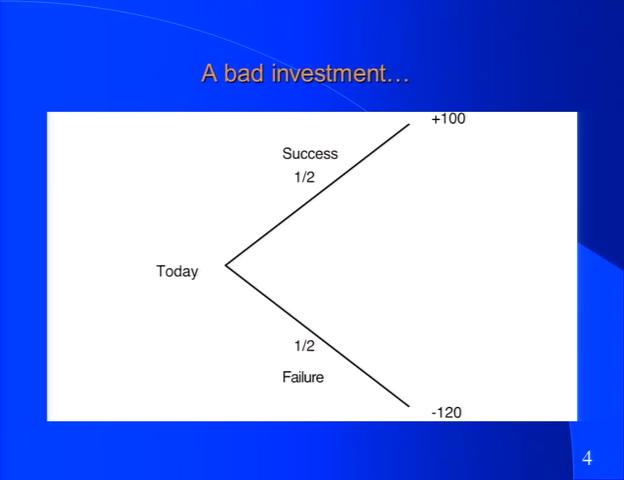 A bad investment…
+100
Success
1/2
Today
1/2
Failure
-120
4